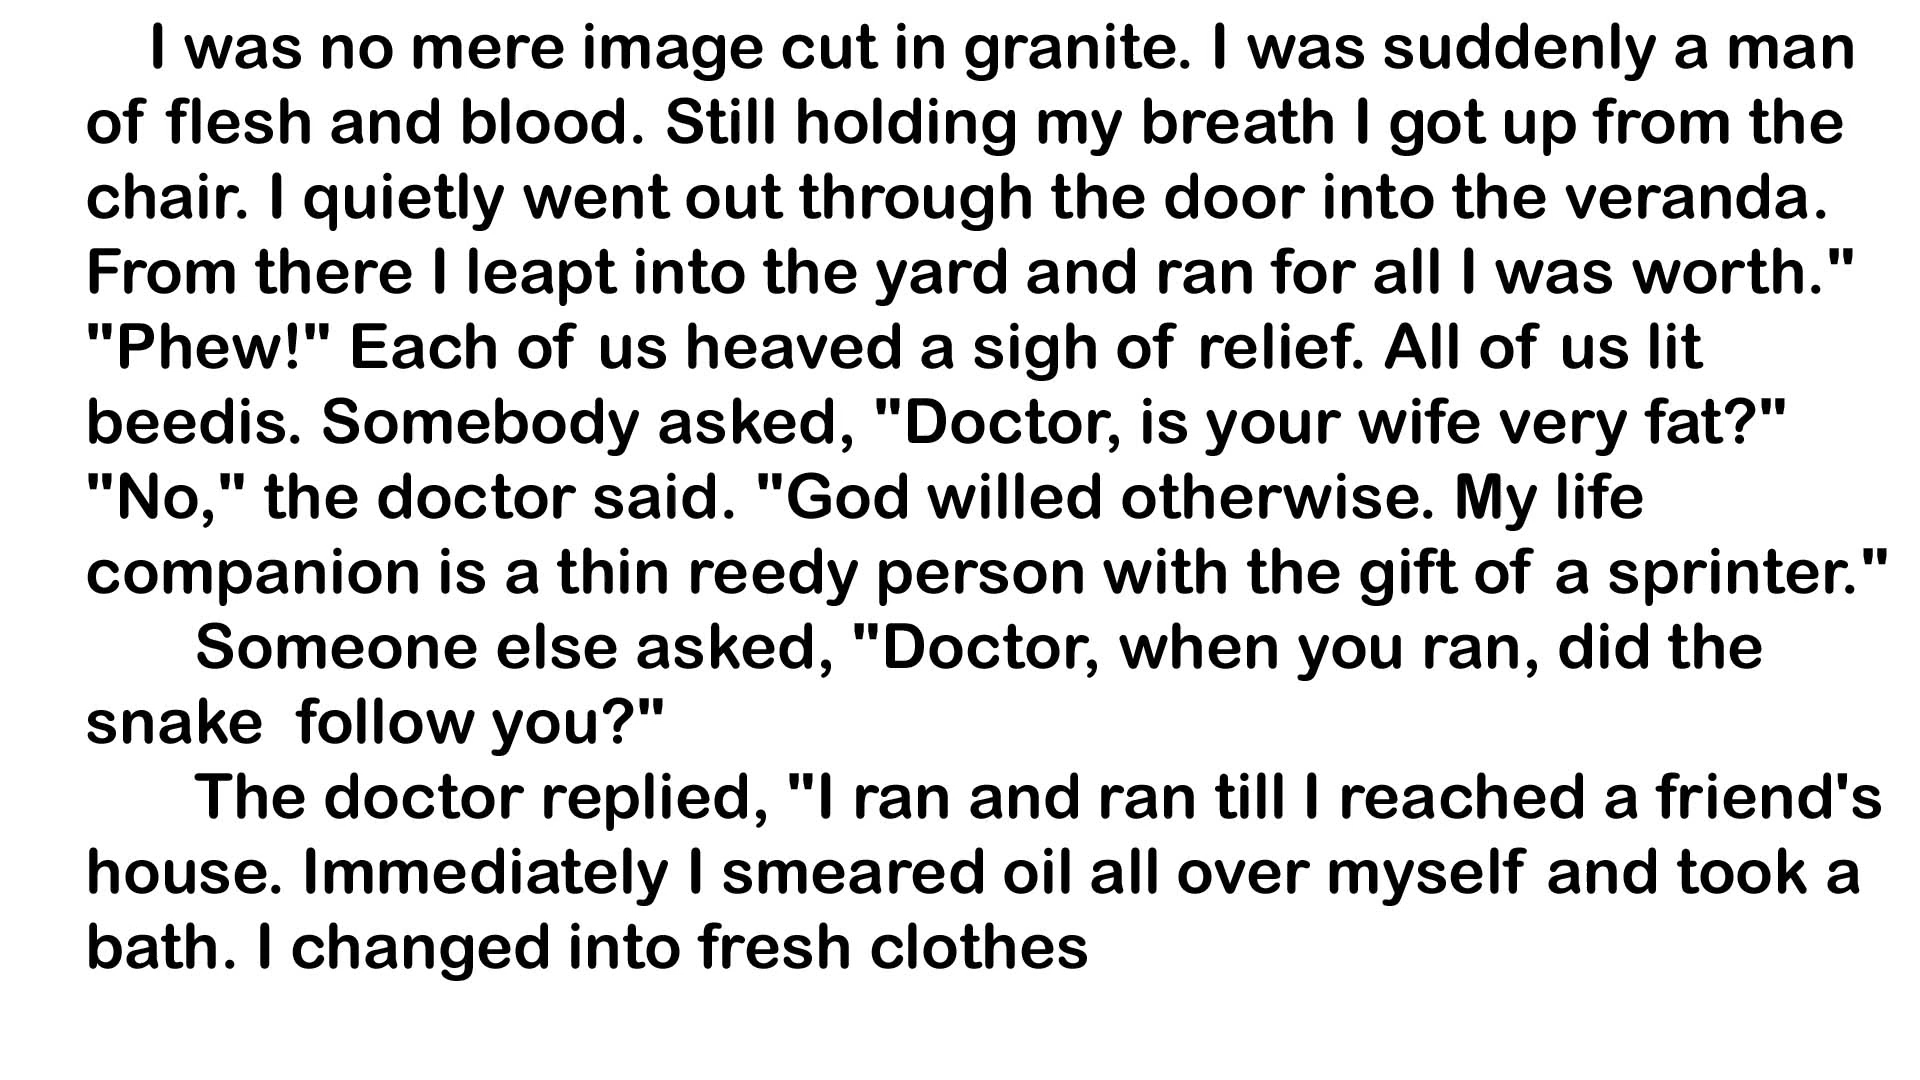 I was no mere image cut in granite. I was suddenly a man
of flesh and blood. Still holding my breath I got up from the
chair. I quietly went out through the door into the veranda.
From there I leapt into the yard and ran for all I was worth."
"Phew!" Each of us heaved a sigh of relief. All of us lit
beedis. Somebody asked, "Doctor, is your wife very fat?"
"No," the doctor said. "God willed otherwise. My life
companion is a thin reedy person with the gift of a sprinter."
Someone else asked, "Doctor, when you ran, did the
snake follow you?"
The doctor replied, "I ran and ran till I reached a friend's
house. Immediately I smeared oil all over myself and took a
bath. I changed into fresh clothes